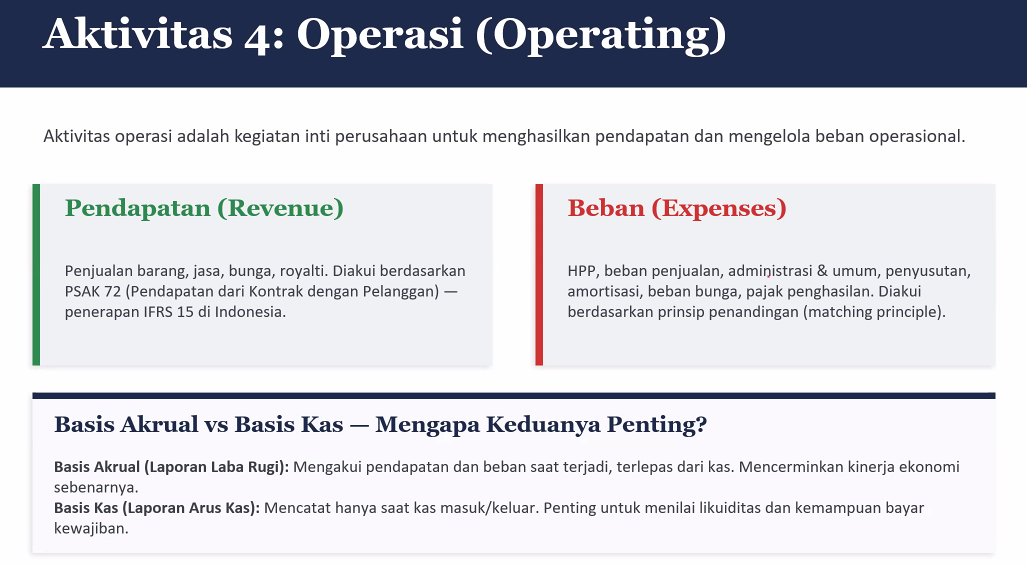 Aktivitas 4: Operasi (Operating)
Aktivitas operasi adalah kegiatan inti perusahaan untuk menghasilkan pendapatan dan mengelola beban operasional.
Pendapatan (Revenue)
Penjualan barang, jasa, bunga, royalti. Diakui berdasarkan
PSAK 72 (Pendapatan dari Kontrak dengan Pelanggan) —
penerapan IFRS 15 di Indonesia.
Beban (Expenses)
HPP, beban penjualan, administrasi & umum, penyusutan,
amortisasi, beban bunga, pajak penghasilan. Diakui
berdasarkan prinsip penandingan (matching principle).
Basis Akrual vs Basis Kas — Mengapa Keduanya Penting?
Basis Akrual (Laporan Laba Rugi): Mengakui pendapatan dan beban saat terjadi, terlepas dari kas. Mencerminkan kinerja ekonomi
sebenarnya.
Basis Kas (Laporan Arus Kas): Mencatat hanya saat kas masuk/keluar. Penting untuk menilai likuiditas dan kemampuan bayar
kewajiban.